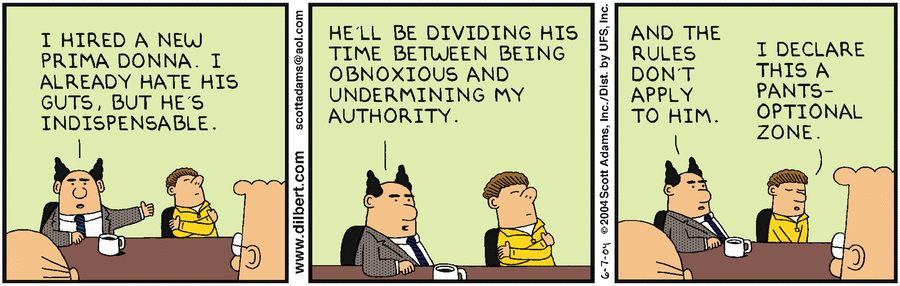 I HIRED A NEW
PRIMA DONNA. I
ALREADY HATE HIS
GUTS, BUT HE'S
INDISPENSABLE.
www.dilbert.com
scottadams@aol.com
HE'LL BE DIVIDING HIS
TIME BETWEEN BEING
OBNOXIOUS AND
UNDERMINING MY
AUTHORITY.
6-7-04 © 2004 Scott Adams, Inc./Dist. by UFS, Inc.
AND THE
RULES
DON'T
APPLY
TO HIM.
I DECLARE
THIS A
PANTS-
OPTIONAL
ZONE.